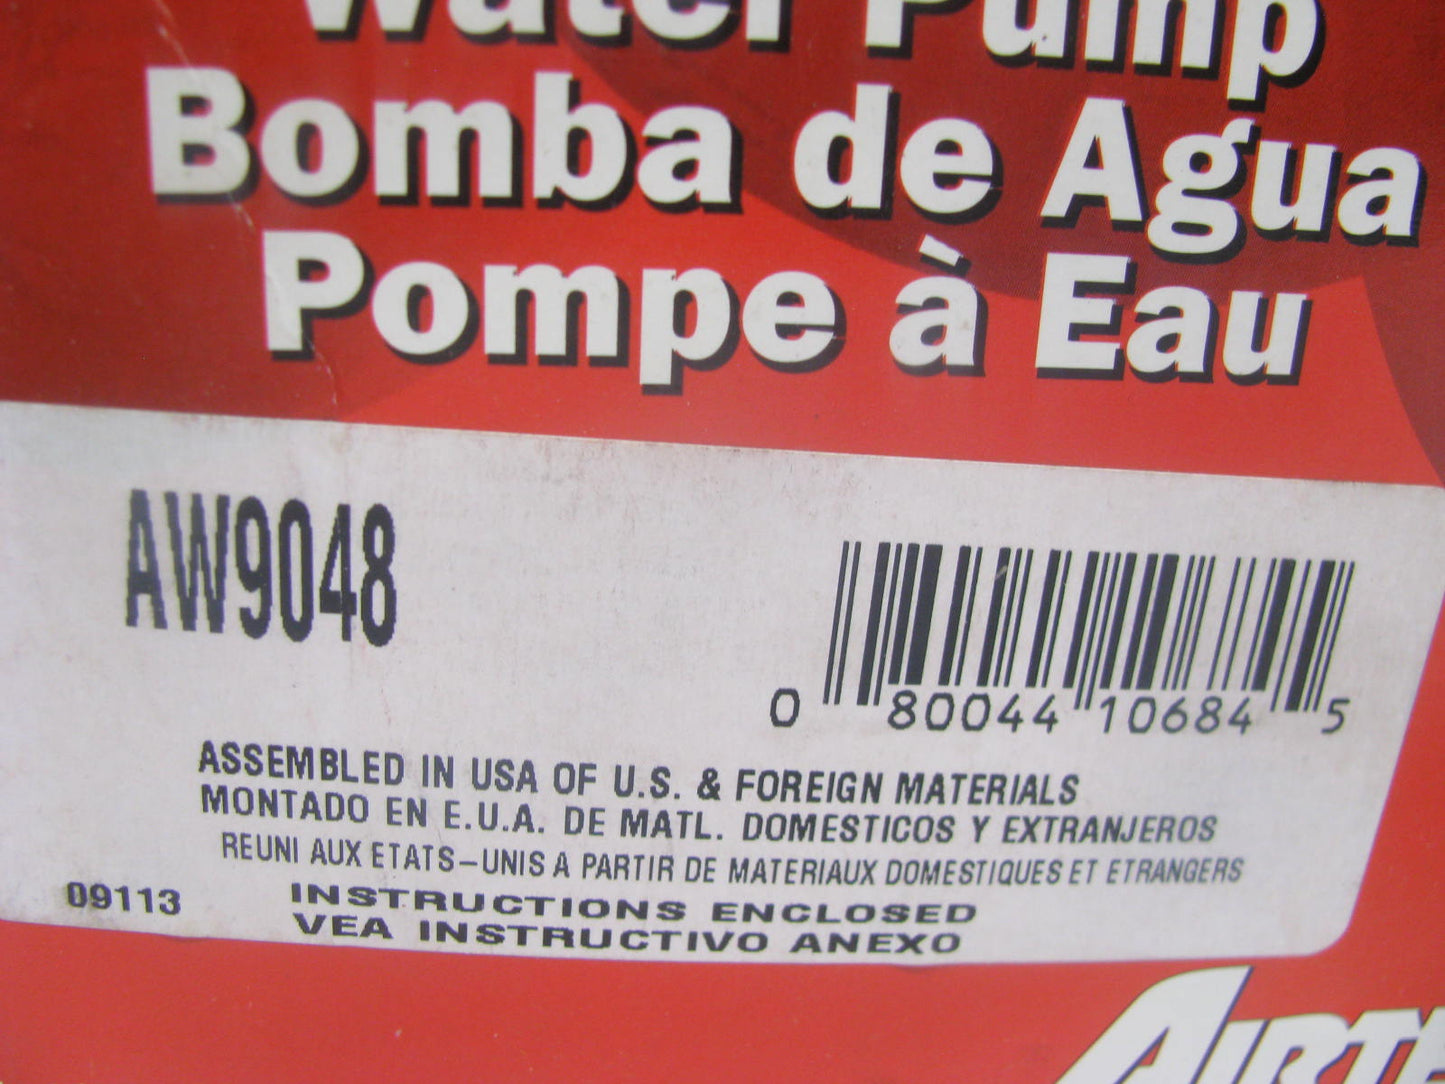 Water Pump
Bomba de Agua
Pompe à Eau
AW9048
0 80044 10684 5
ASSEMBLED IN USA OF U.S. & FOREIGN MATERIALS
MONTADO EN E.U.A. DE MATL. DOMESTICOS Y EXTRANJEROS
REUNI AUX ETATS-UNIS A PARTIR DE MATERIAUX DOMESTIQUES ET ETRANGERS
09113
INSTRUCTIONS ENCLOSED
VEA INSTRUCTIVO ANEXO